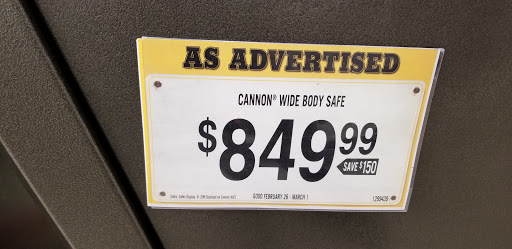 AS ADVERTISED
CANNON® WIDE BODY SAFE
$849.99
SAVE $150
GOOD FEBRUARY 26 - MARCH 1